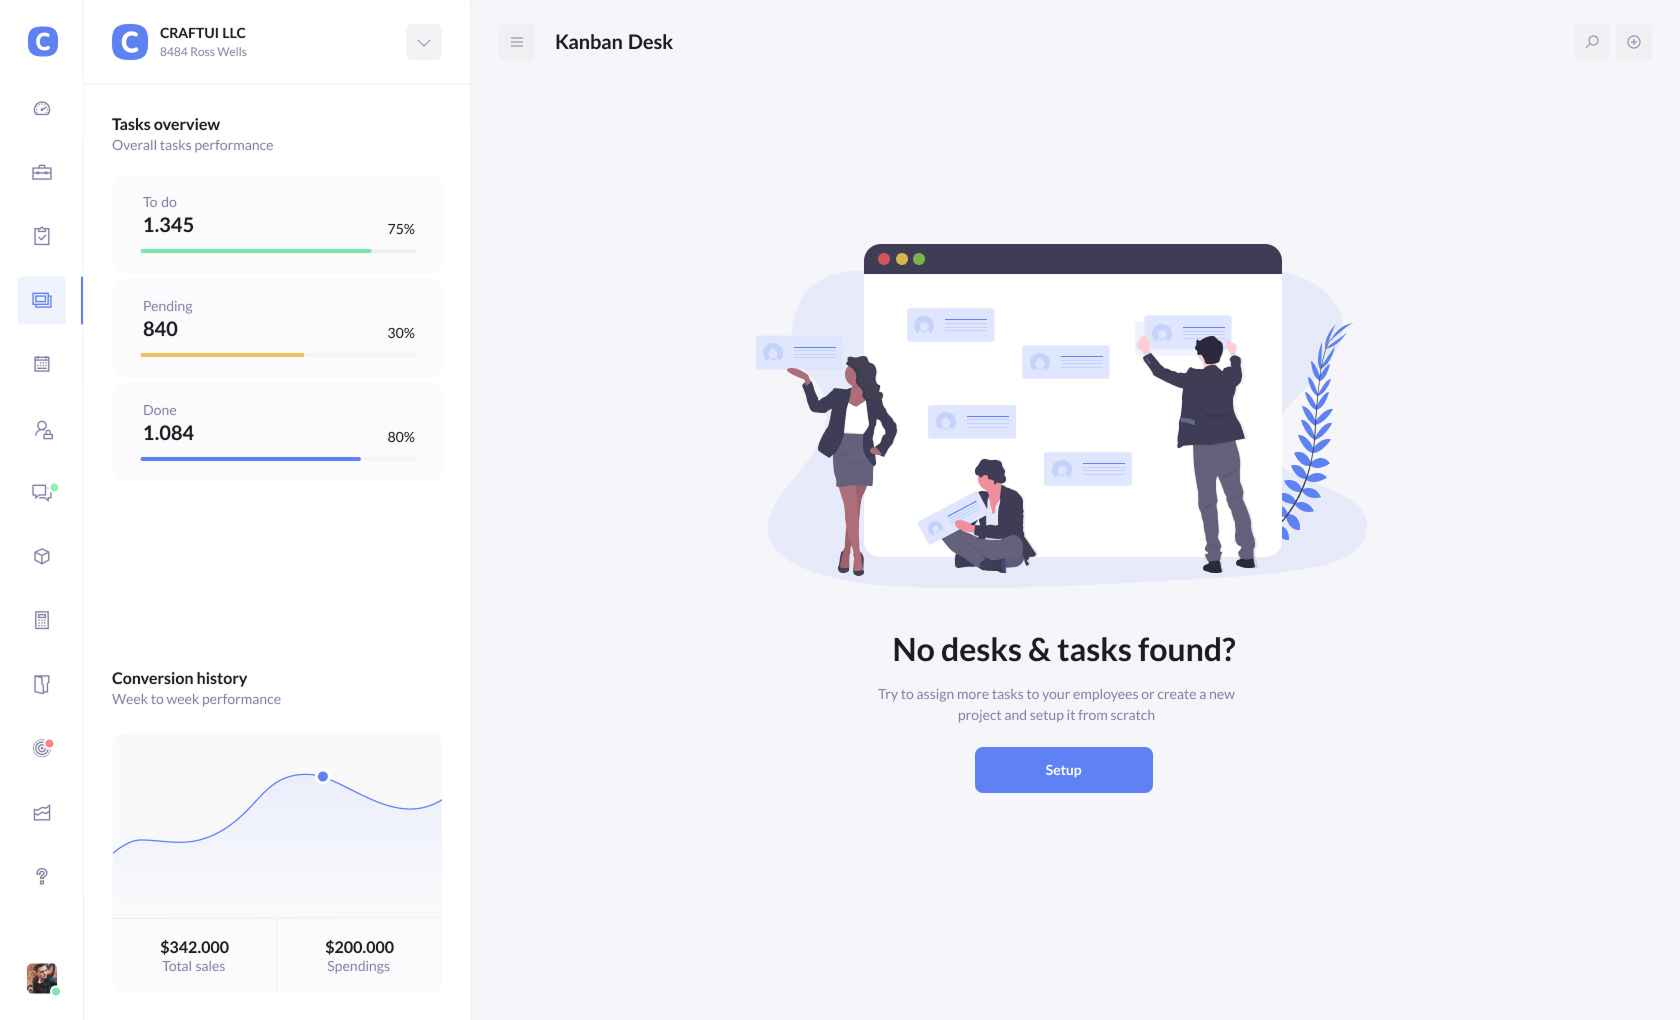 C
C
CRAFTUI LLC
8484 Ross Wells
Kanban Desk
Tasks overview
Overall tasks performance
To do
1.345
75%
Pending
840
30%
Done
1.084
80%
Conversion history
Week to week performance
$342.000
Total sales
$200.000
Spendings
No desks & tasks found?
Try to assign more tasks to your employees or create a new
project and setup it from scratch
Setup